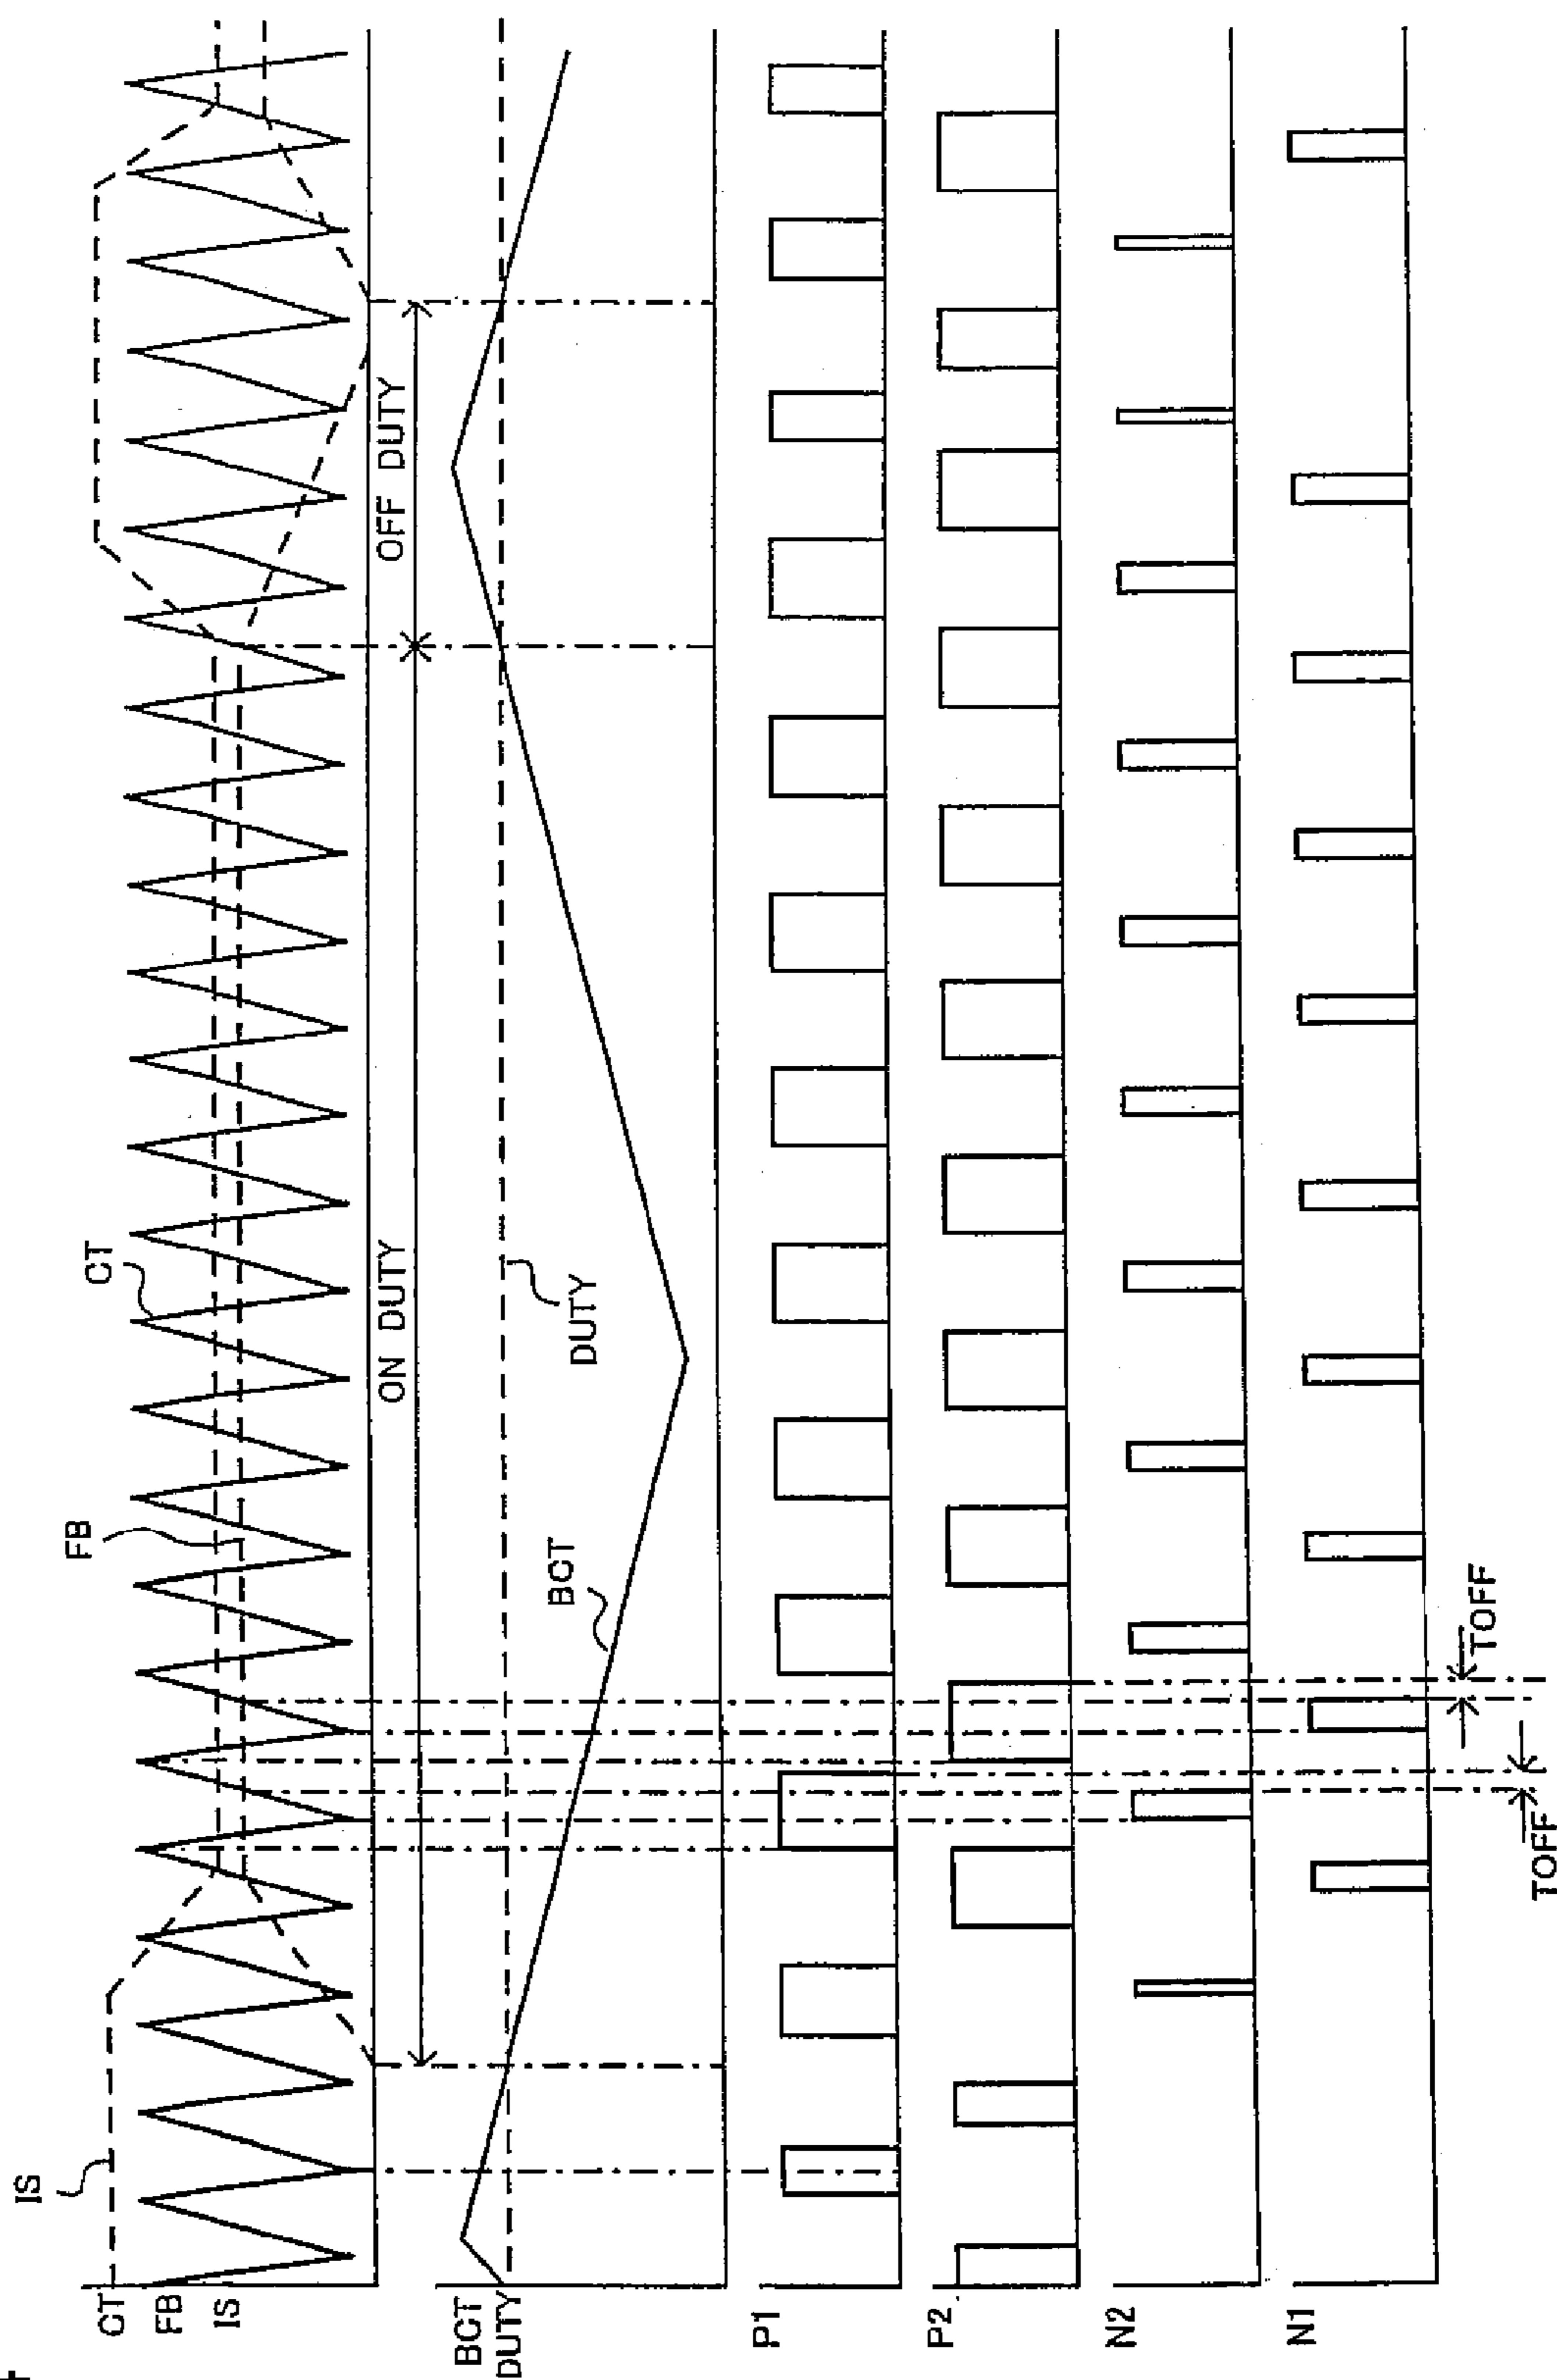 IS
CT
FB
IS
FB
CT
ON DUTY
OFF DUTY
BCT
DUTY
BCT
DUTY
P1
P2
N2
N1
TOFF
TOFF